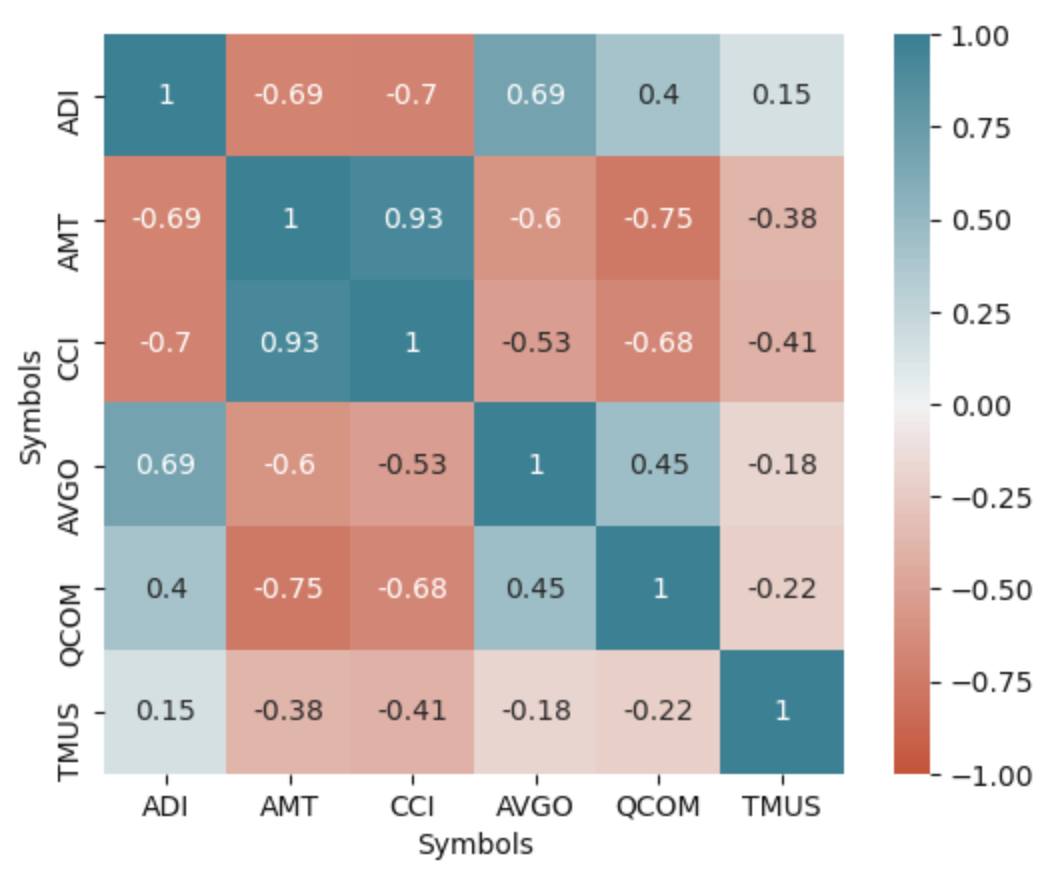 ADI 1 -0.69 -0.7 0.69 0.4 0.15
AMT -0.69 1 0.93 -0.6 -0.75 -0.38
CCI -0.7 0.93 1 -0.53 -0.68 -0.41
AVGO 0.69 -0.6 -0.53 1 0.45 -0.18
QCOM 0.4 -0.75 -0.68 0.45 1 -0.22
TMUS 0.15 -0.38 -0.41 -0.18 -0.22 1
Symbols
ADI AMT CCI AVGO QCOM TMUS
Symbols
1.00
0.75
0.50
0.25
0.00
−0.25
−0.50
−0.75
−1.00